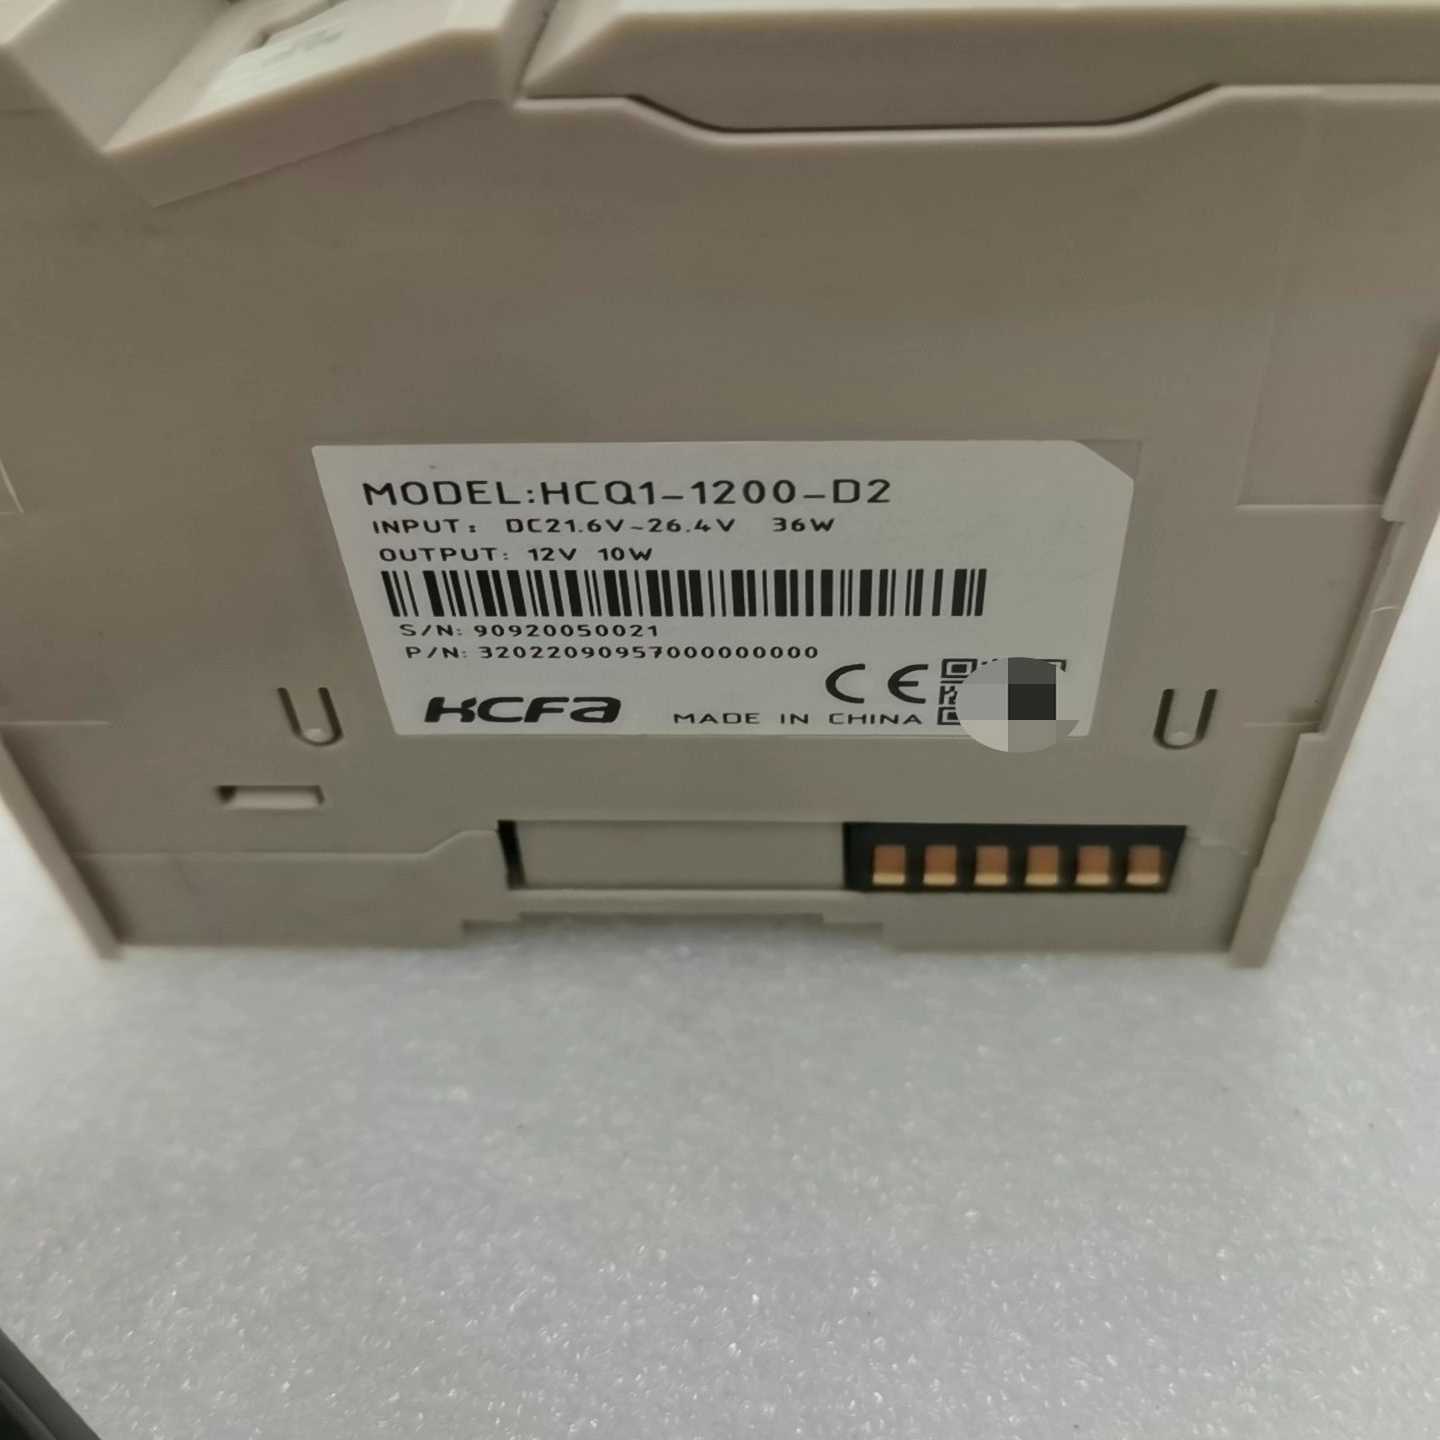 MODEL:HCQ1-1200-D2
INPUT: DC21.6V~26.4V 36W
OUTPUT: 12V 10W
S/N: 90920050021
P/N: 32022090957000000000
CE
HCFA MADE IN CHINA